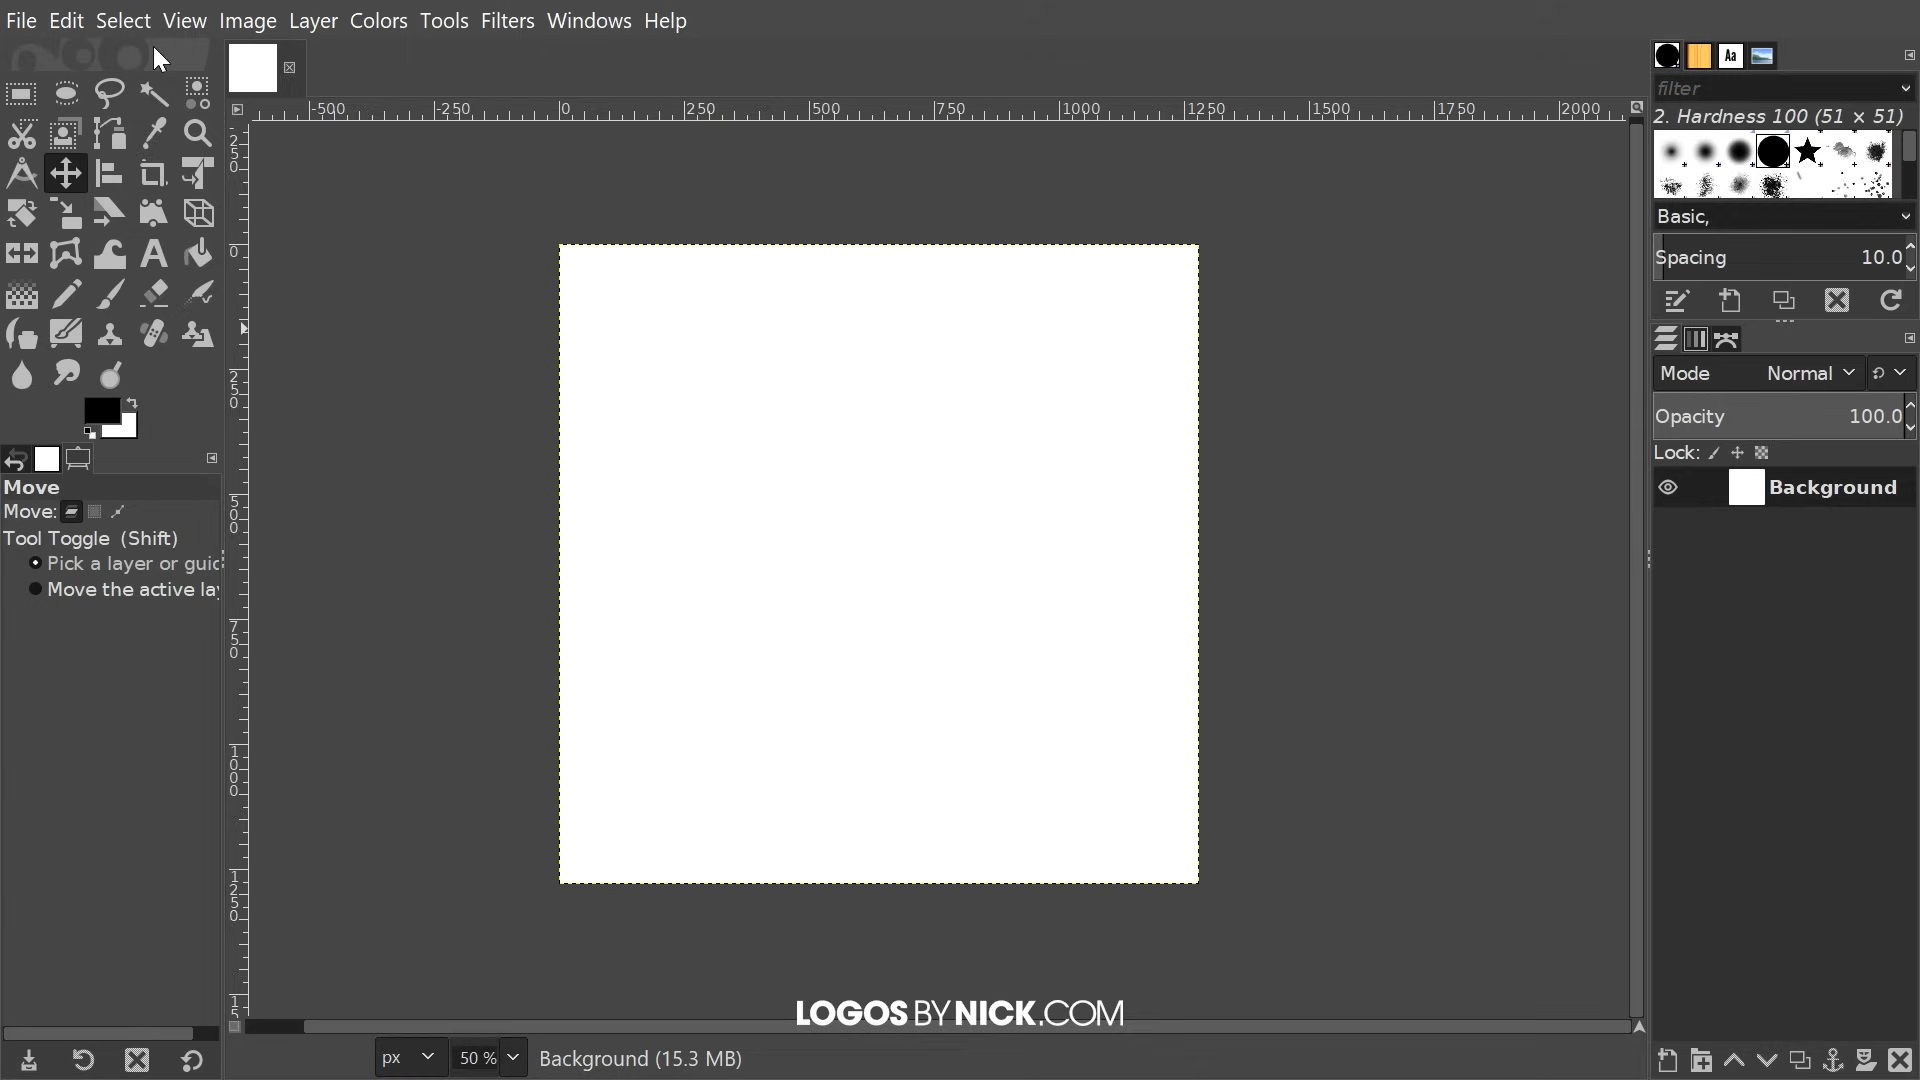 File Edit Select View Image Layer Colors Tools Filters Windows Help
-500 -250 0 250 500 750 1000 1250 1500 1750 2000
filter
2. Hardness 100 (51 × 51)
Basic,
Spacing 10.0
Mode Normal
Opacity 100.0
Lock:
Background
250
0
250
500
750
1000
1250
15
Aa
Move
Move:
Tool Toggle (Shift)
Pick a layer or guid
Move the active lay
LOGOS BY NICK.COM
px 50 % Background (15.3 MB)